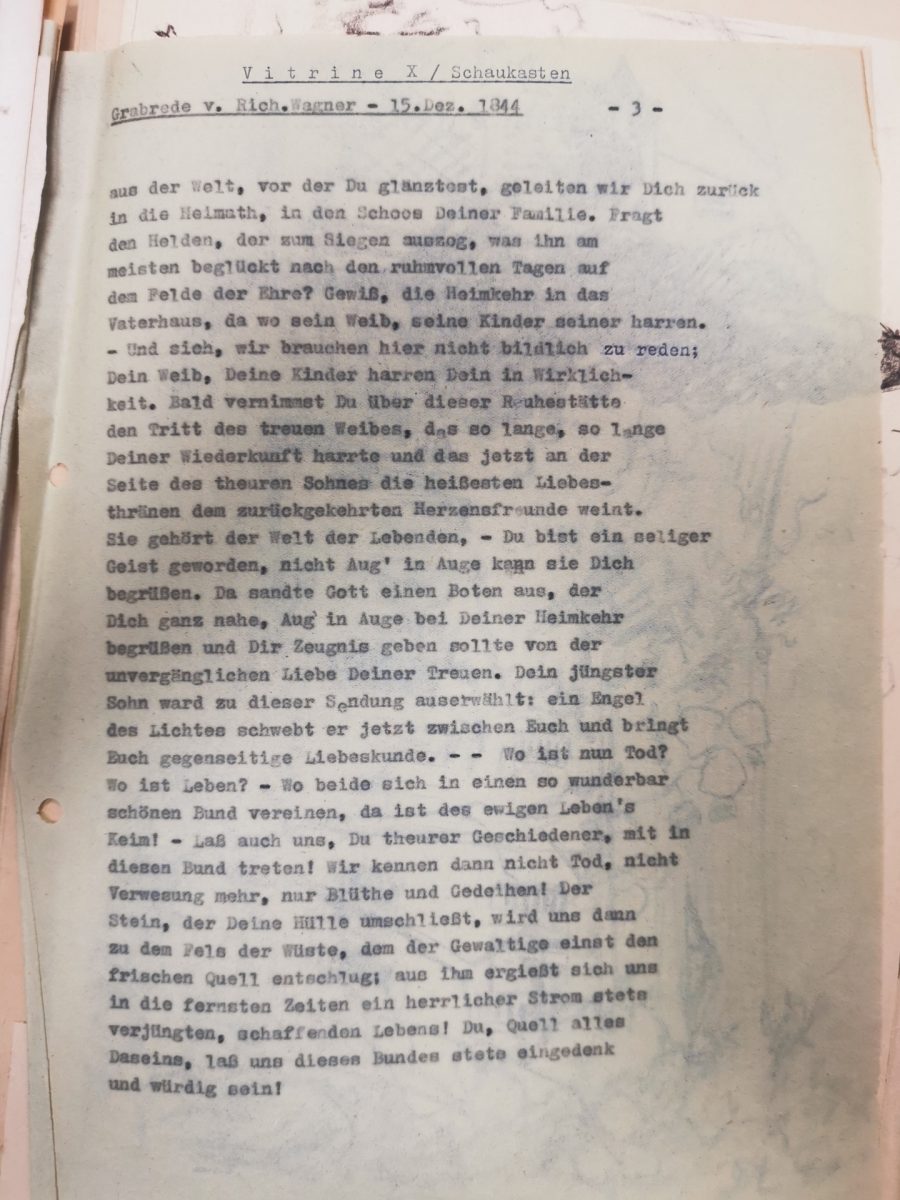 V i t r i n e  X / Schaukasten
Grabrede v. Rich.Wagner - 15.Dez. 1844 - 3 -
aus der Welt, vor der Du glänztest, geleiten wir Dich zurück
in die Heimath, in den Schoos Deiner Familie. Fragt
den Helden, der zum Siegen auszog, was ihn am
meisten beglückt nach den ruhmvollen Tagen auf
dem Felde der Ehre? Gewiß, die Heimkehr in das
Vaterhaus, da wo sein Weib, seine Kinder seiner harren.
- Und sieh, wir brauchen hier nicht bildlich zu reden;
Dein Weib, Deine Kinder harren Dein in Wirklich-
keit. Bald vernimmst Du über dieser Ruhestätte
den Tritt des treuen Weibes, das so lange, so lange
Deiner Wiederkunft harrte und das jetzt an der
Seite des theuren Sohnes die heißesten Liebes-
thränen dem zurückgekehrten Herzensfreunde weint.
Sie gehört der Welt der Lebenden, - Du bist ein seliger
Geist geworden, nicht Aug' in Auge kann sie Dich
begrüßen. Da sandte Gott einen Boten aus, der
Dich ganz nahe, Aug' in Auge bei Deiner Heimkehr
begrüßen und Dir Zeugnis geben sollte von der
unvergänglichen Liebe Deiner Treuen. Dein jüngster
Sohn ward zu dieser Sendung auserwählt: ein Engel
des Lichtes schwebt er jetzt zwischen Euch und bringt
Euch gegenseitige Liebeskunde. - - Wo ist nun Tod?
Wo ist Leben? - Wo beide sich in einen so wunderbar
schönen Bund vereinen, da ist des ewigen Leben's
Keim! - Laß auch uns, Du theurer Geschiedener, mit in
diesen Bund treten! Wir kennen dann nicht Tod, nicht
Verwesung mehr, nur Blüthe und Gedeihen! Der
Stein, der Deine Hülle umschließt, wird uns dann
zu dem Fels der Wüste, dem der Gewaltige einst den
frischen Quell entschlug; aus ihm ergießt sich uns
in die fernsten Zeiten ein herrlicher Strom stets
verjüngten, schaffenden Lebens! Du, Quell alles
Daseins, laß uns dieses Bundes stets eingedenk
und würdig sein!